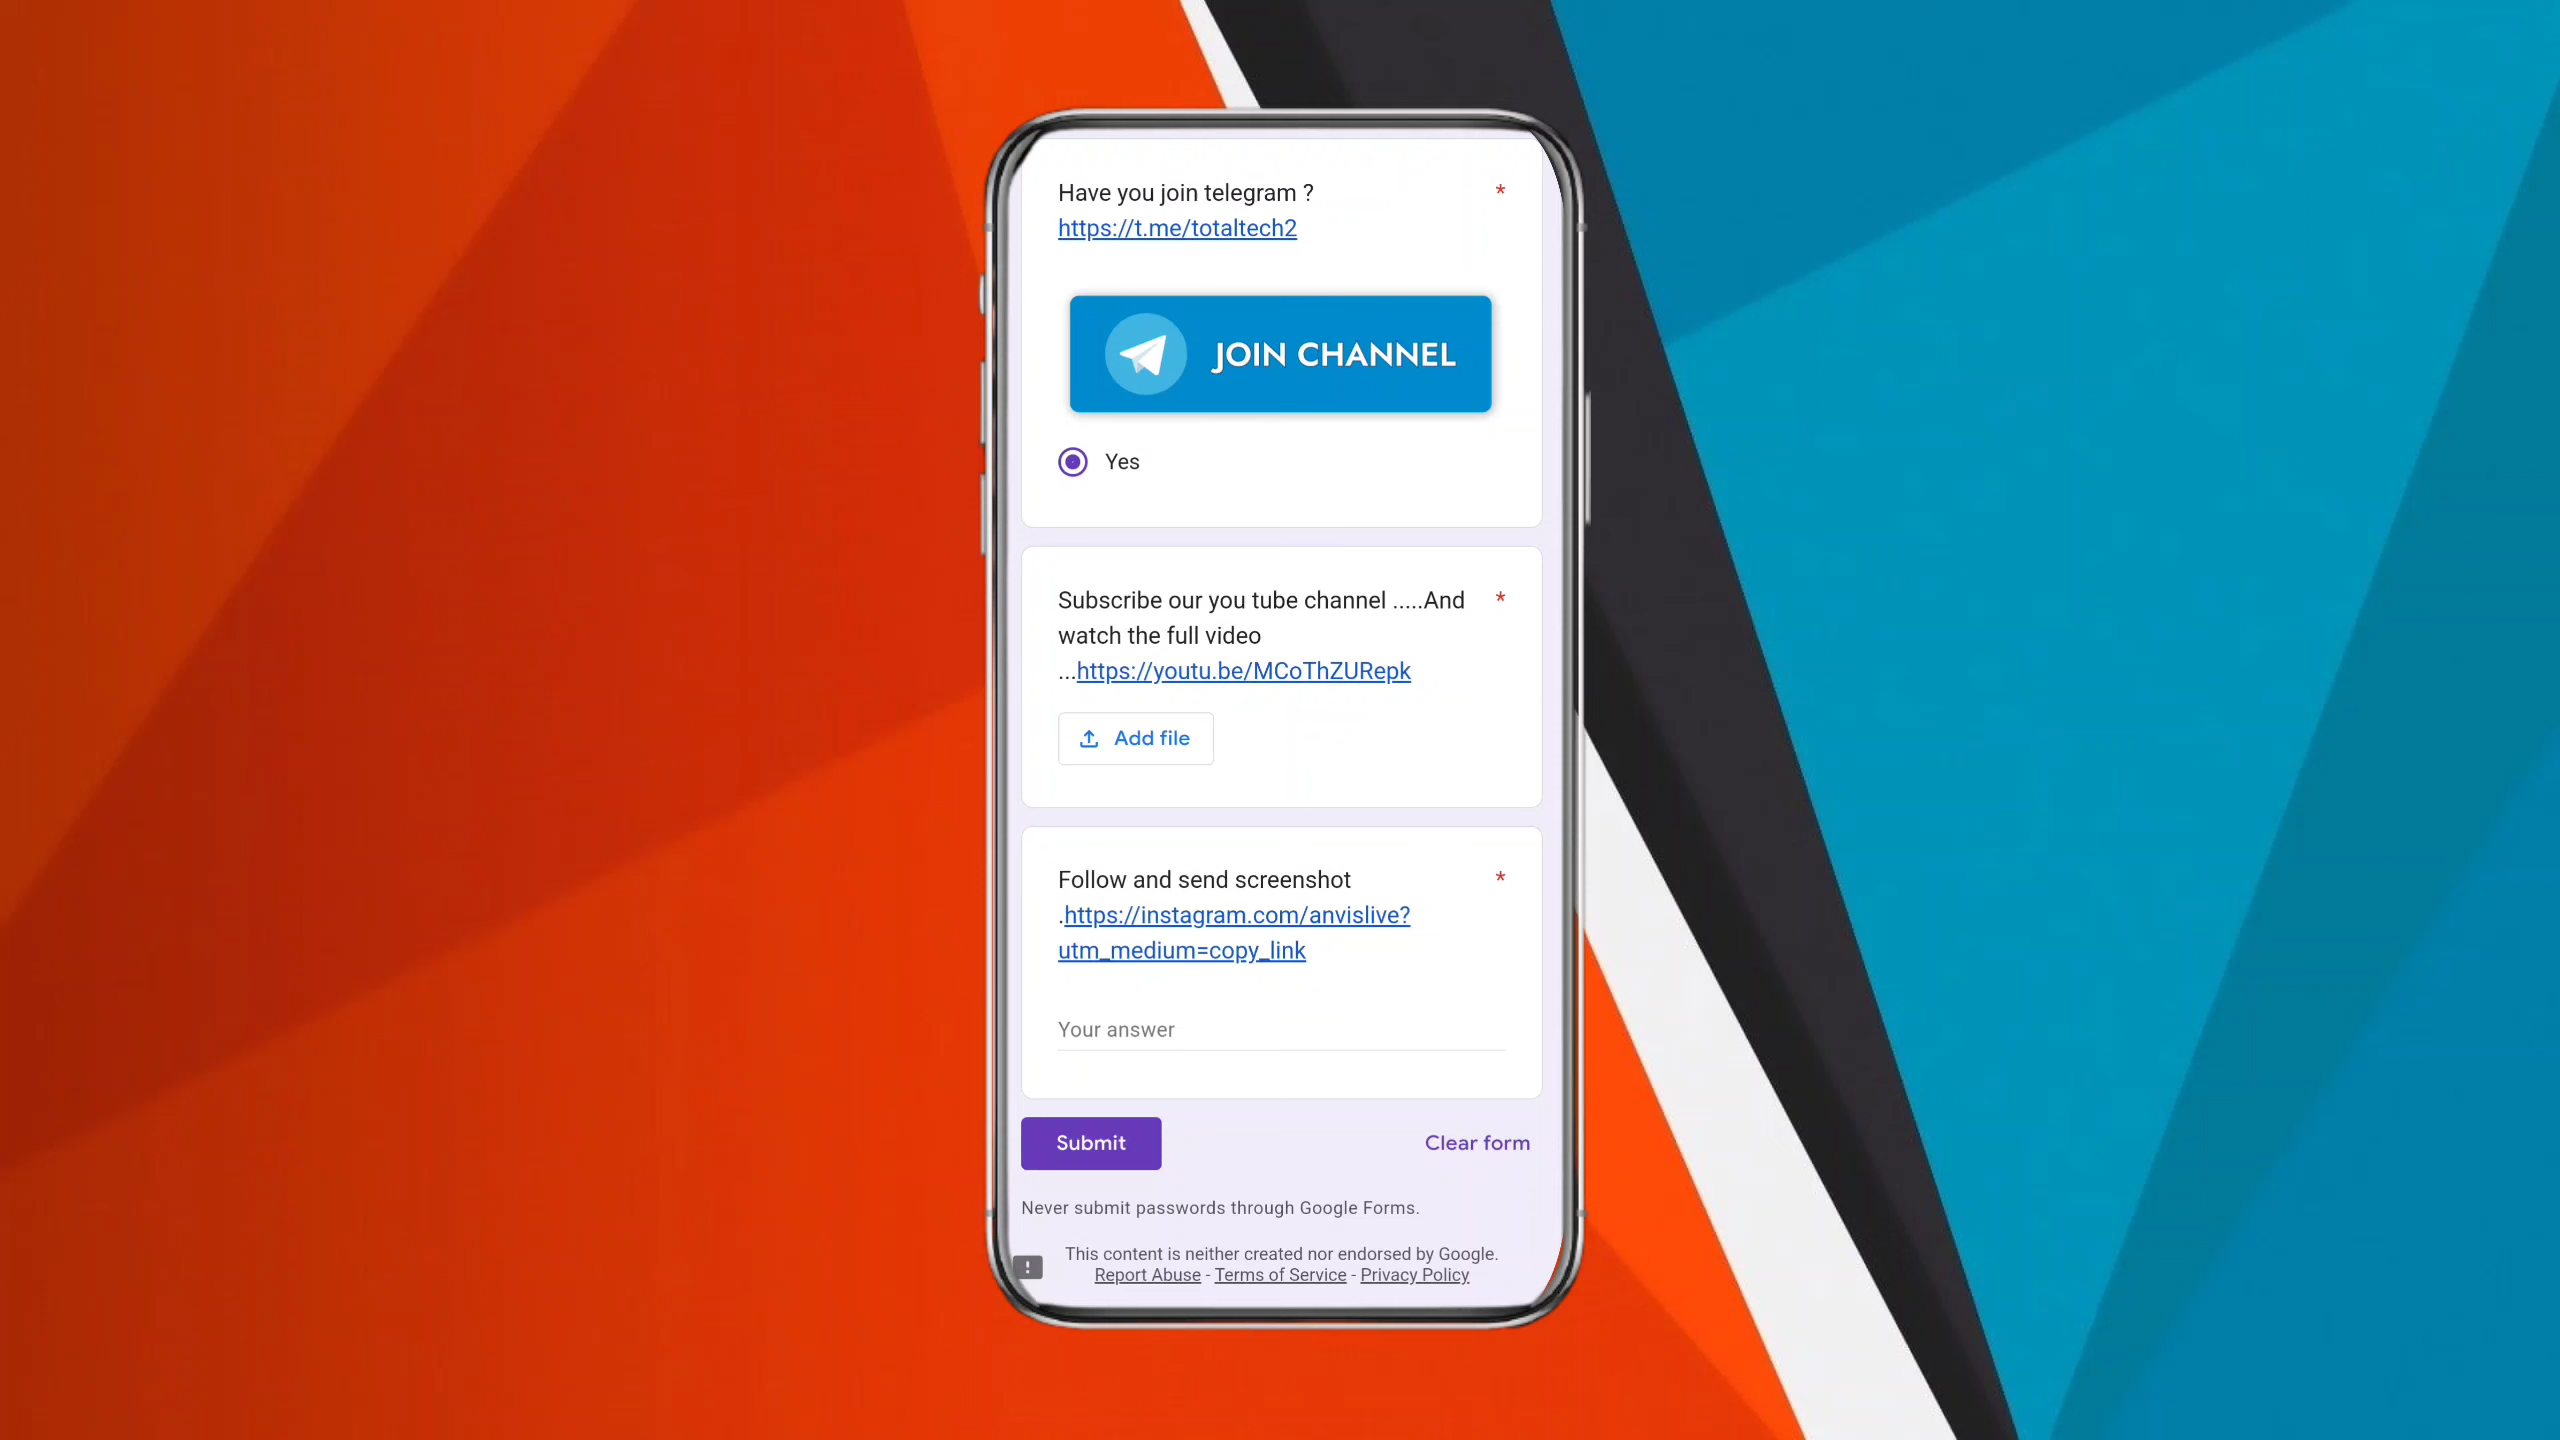 Have you join telegram ? *
https://t.me/totaltech2
JOIN CHANNEL
Yes
Subscribe our you tube channel .....And *
watch the full video
...https://youtu.be/MCoThZURepk
Add file
Follow and send screenshot *
.https://instagram.com/anvislive?
utm_medium=copy_link
Your answer
Submit
Clear form
Never submit passwords through Google Forms.
This content is neither created nor endorsed by Google.
Report Abuse - Terms of Service - Privacy Policy